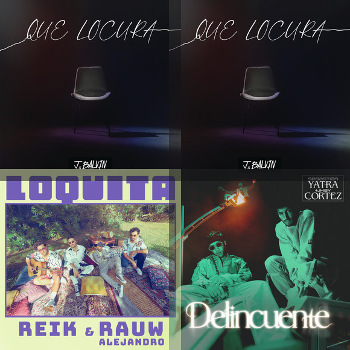 QUE LOCURA
J. BALVIN
QUE LOCURA
J. BALVIN
LOQUITA
REIK & RAUW
ALEJANDRO
YATRA
CORTEZ
Delincuente